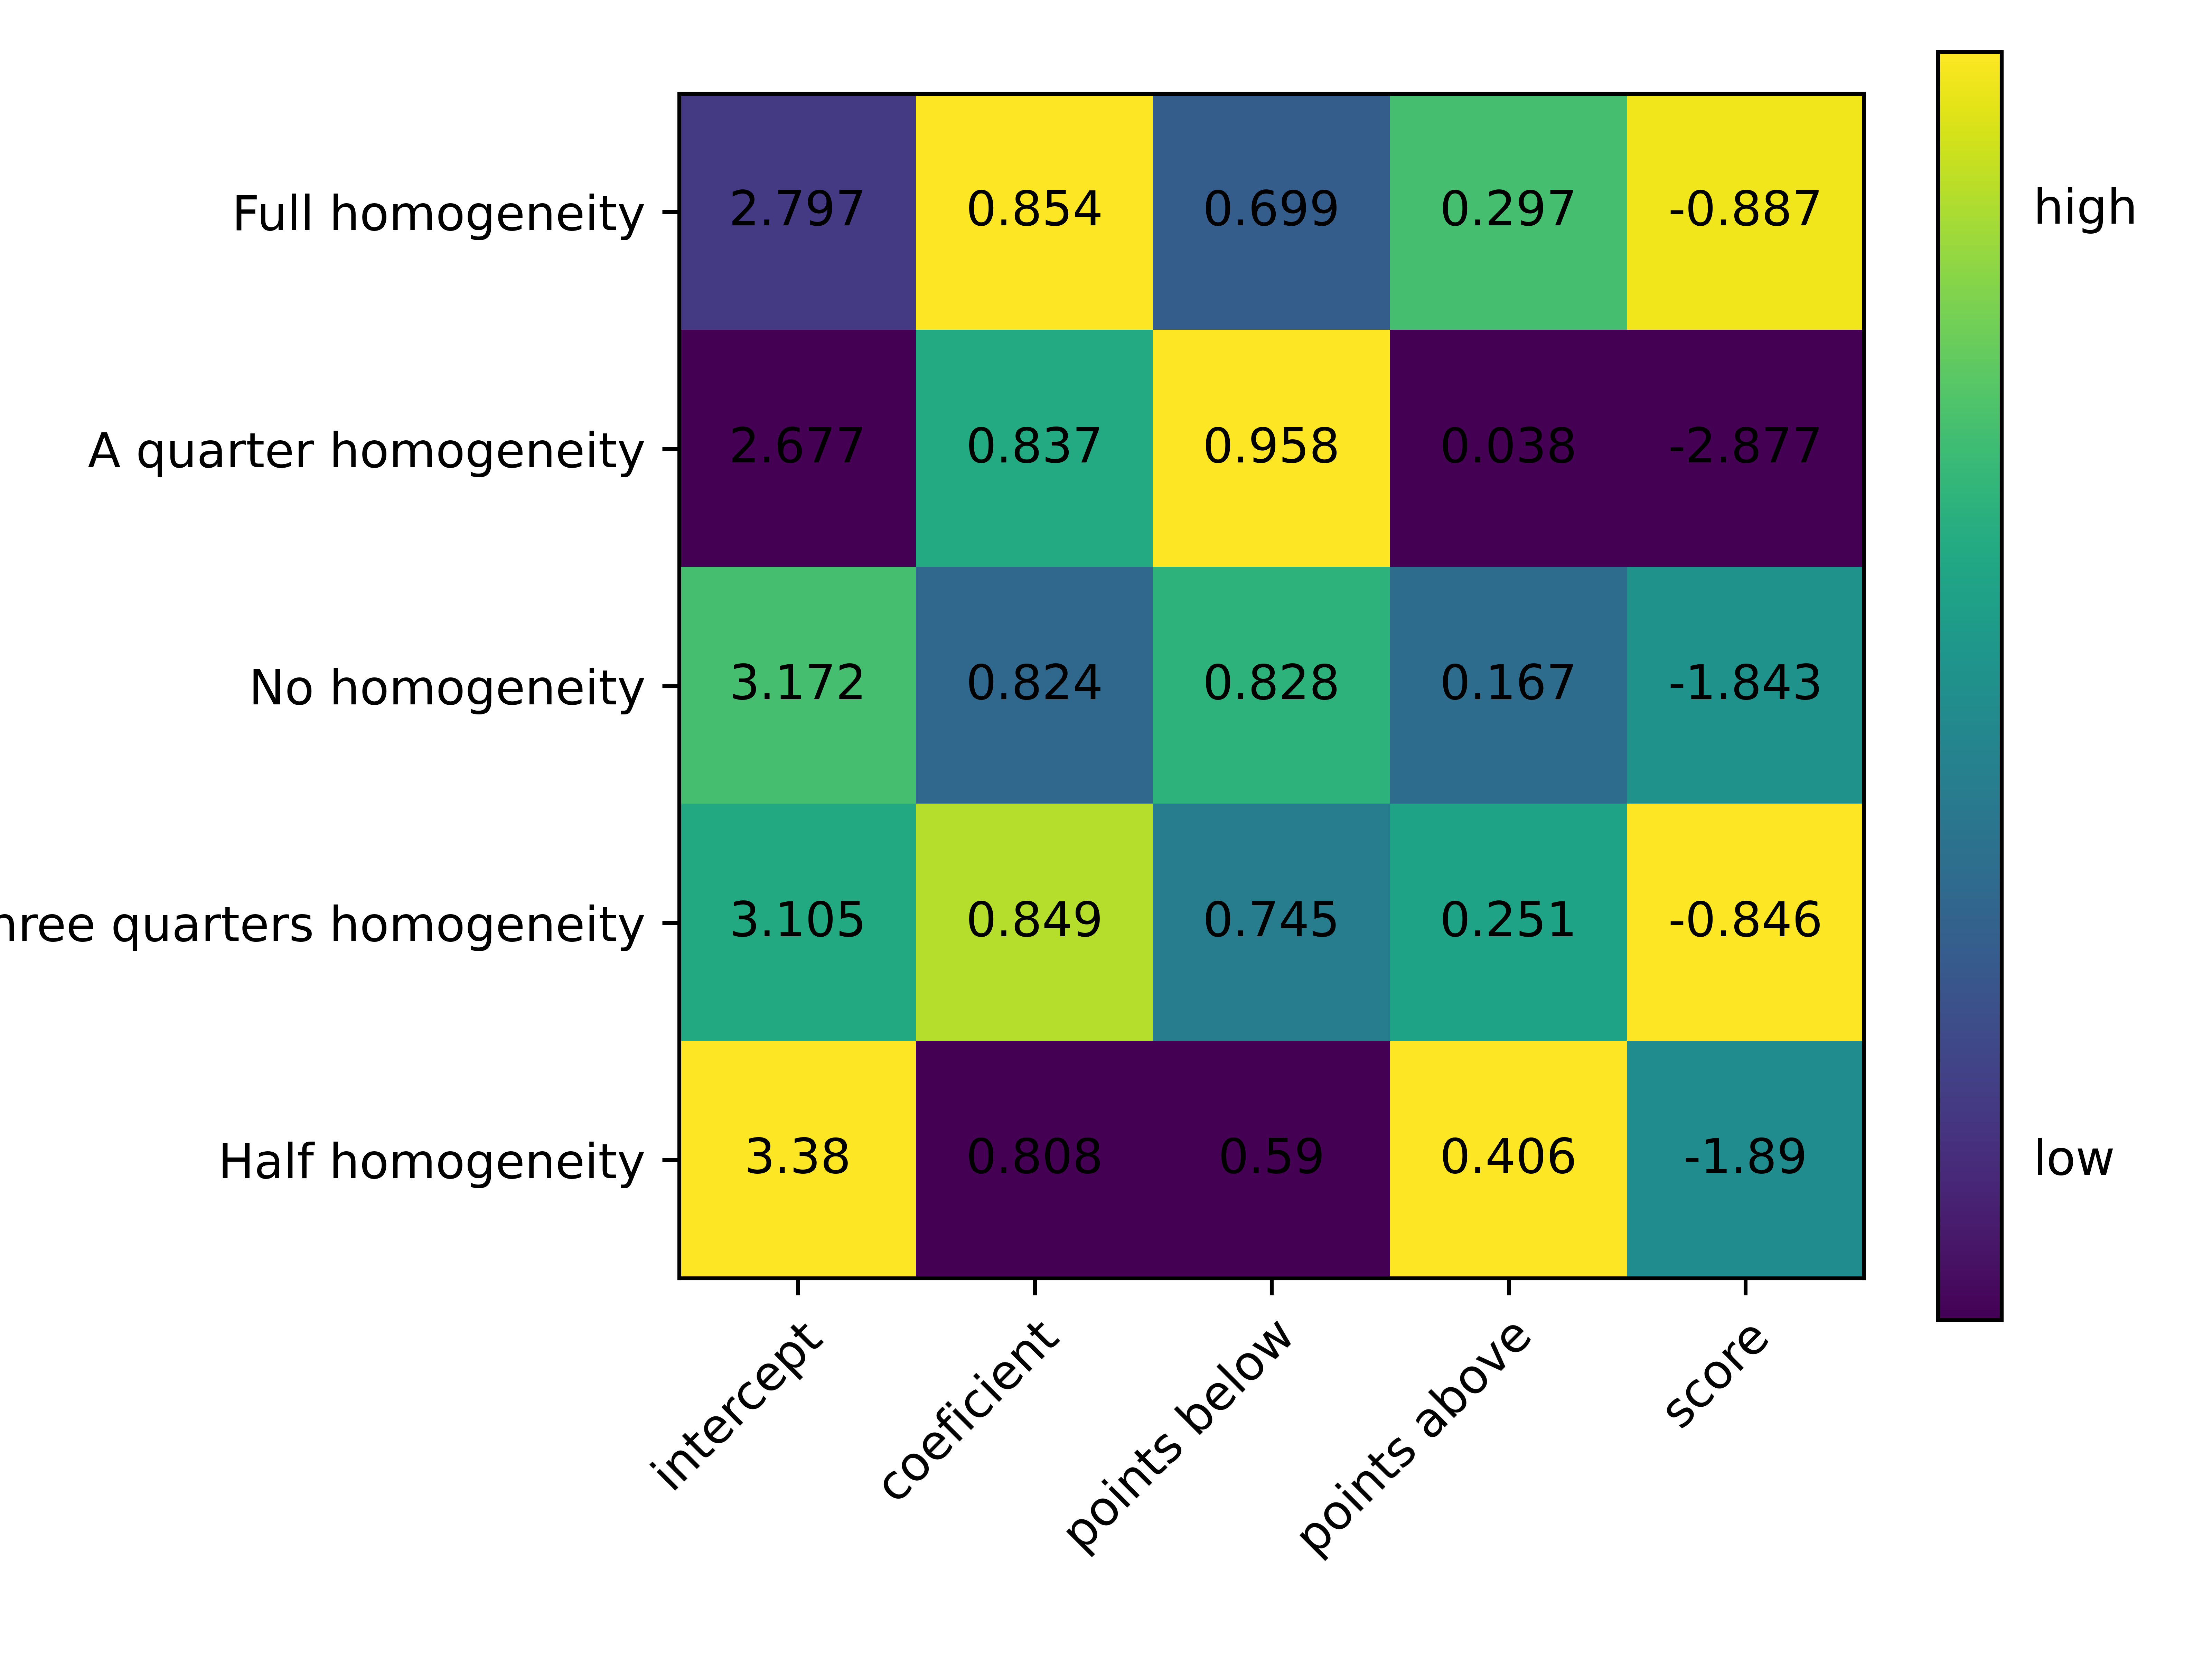 Full homogeneity 2.797 0.854 0.699 0.297 -0.887
A quarter homogeneity 2.677 0.837 0.958 0.038 -2.877
No homogeneity 3.172 0.824 0.828 0.167 -1.843
hree quarters homogeneity 3.105 0.849 0.745 0.251 -0.846
Half homogeneity 3.38 0.808 0.59 0.406 -1.89
intercept
coeficient
points below
points above
score
high
low